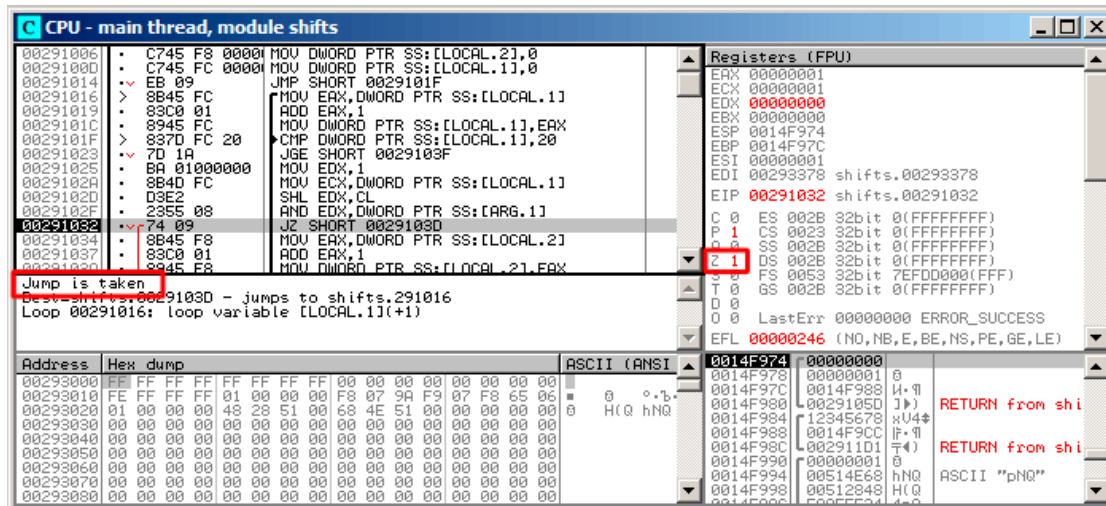 CPU - main thread, module shifts
00291006 · C745 F8 0000 MOV DWORD PTR SS:[LOCAL.2],0
0029100D · C745 FC 0000 MOV DWORD PTR SS:[LOCAL.1],0
00291014 · EB 09 JMP SHORT 0029101F
00291016 > 8B45 FC MOV EAX,DWORD PTR SS:[LOCAL.1]
00291019 · 83C0 01 ADD EAX,1
0029101C · 8945 FC MOV DWORD PTR SS:[LOCAL.1],EAX
0029101F > 837D FC 20 CMP DWORD PTR SS:[LOCAL.1],20
00291023 · 7D 1A JGE SHORT 0029103F
00291025 · BA 01000000 MOV EDX,1
0029102A · 8B4D FC MOV ECX,DWORD PTR SS:[LOCAL.1]
0029102D · D3E2 SHL EDX,CL
0029102F · 2355 08 AND EDX,DWORD PTR SS:[ARG.1]
00291032 · 74 09 JZ SHORT 0029103D
00291034 · 8B45 F8 MOV EAX,DWORD PTR SS:[LOCAL.2]
00291037 · 83C0 01 ADD EAX,1
0029103A · 8945 F8 MOV DWORD PTR SS:[LOCAL.2],EAX
Jump is taken
Dest=shifts.0029103D - jumps to shifts.291016
Loop 00291016: loop variable [LOCAL.1](+1)
Registers (FPU)
EAX 00000001
ECX 00000001
EDX 00000000
EBX 00000000
ESP 0014F974
EBP 0014F97C
ESI 00000001
EDI 00293378 shifts.00293378
EIP 00291032 shifts.00291032
C 0 ES 002B 32bit 0(FFFFFFFF)
P 1 CS 0023 32bit 0(FFFFFFFF)
A 0 SS 002B 32bit 0(FFFFFFFF)
Z 1 DS 002B 32bit 0(FFFFFFFF)
S 0 FS 0053 32bit 7EFDD000(FFF)
T 0 GS 002B 32bit 0(FFFFFFFF)
D 0
O 0 LastErr 00000000 ERROR_SUCCESS
EFL 00000246 (NO,NB,E,BE,NS,PE,GE,LE)
Address Hex dump ASCII (ANSI
00293000 FF FF FF FF FF FF FF FF 00 00 00 00 00 00 00 00
00293010 FE FF FF FF 01 00 00 00 F8 07 9A F9 07 F8 65 06
00293020 01 00 00 00 48 28 51 00 68 4E 51 00 00 00 00 00 H(Q hNQ
00293030 00 00 00 00 00 00 00 00 00 00 00 00 00 00 00 00
00293040 00 00 00 00 00 00 00 00 00 00 00 00 00 00 00 00
00293050 00 00 00 00 00 00 00 00 00 00 00 00 00 00 00 00
00293060 00 00 00 00 00 00 00 00 00 00 00 00 00 00 00 00
00293070 00 00 00 00 00 00 00 00 00 00 00 00 00 00 00 00
00293080 00 00 00 00 00 00 00 00 00 00 00 00 00 00 00 00
0014F974 00000000
0014F978 00000001
0014F97C 0014F988
0014F980 0029105D RETURN from shi
0014F984 12345678 xV4
0014F988 0014F9CC
0014F98C 002911D1 RETURN from shi
0014F990 00000001
0014F994 00514E68 hNQ ASCII "pNQ"
0014F998 00512848 H(Q